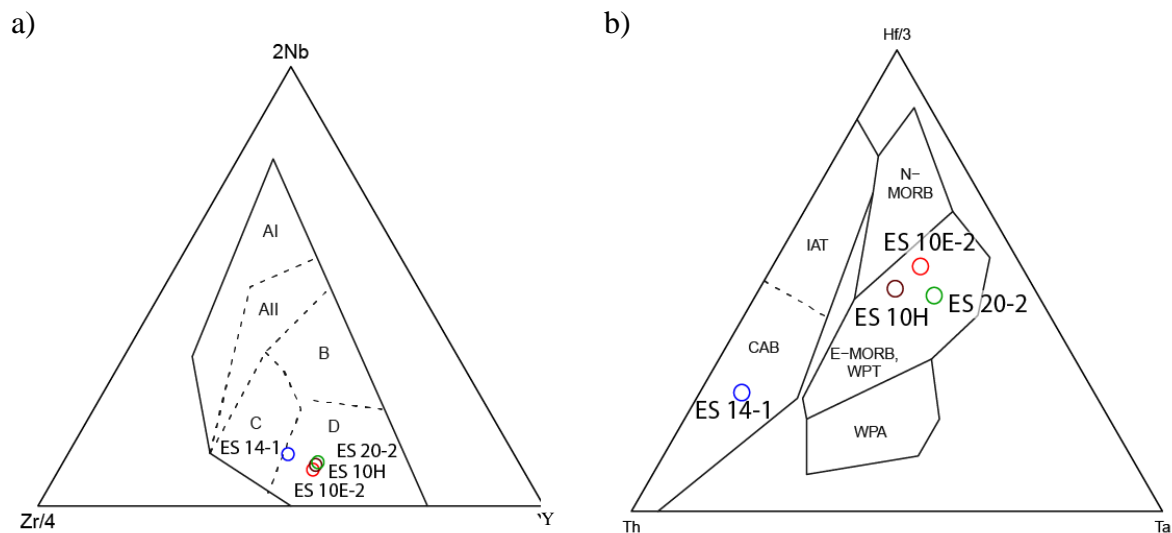 a)
2Nb
AI
AII
B
C
D
ES 14-1
ES 20-2
ES 10H
ES 10E-2
Zr/4
Y
b)
Hf/3
N-
MORB
IAT
ES 10E-2
ES 10H
ES 20-2
CAB
E-MORB,
WPT
ES 14-1
WPA
Th
Ta